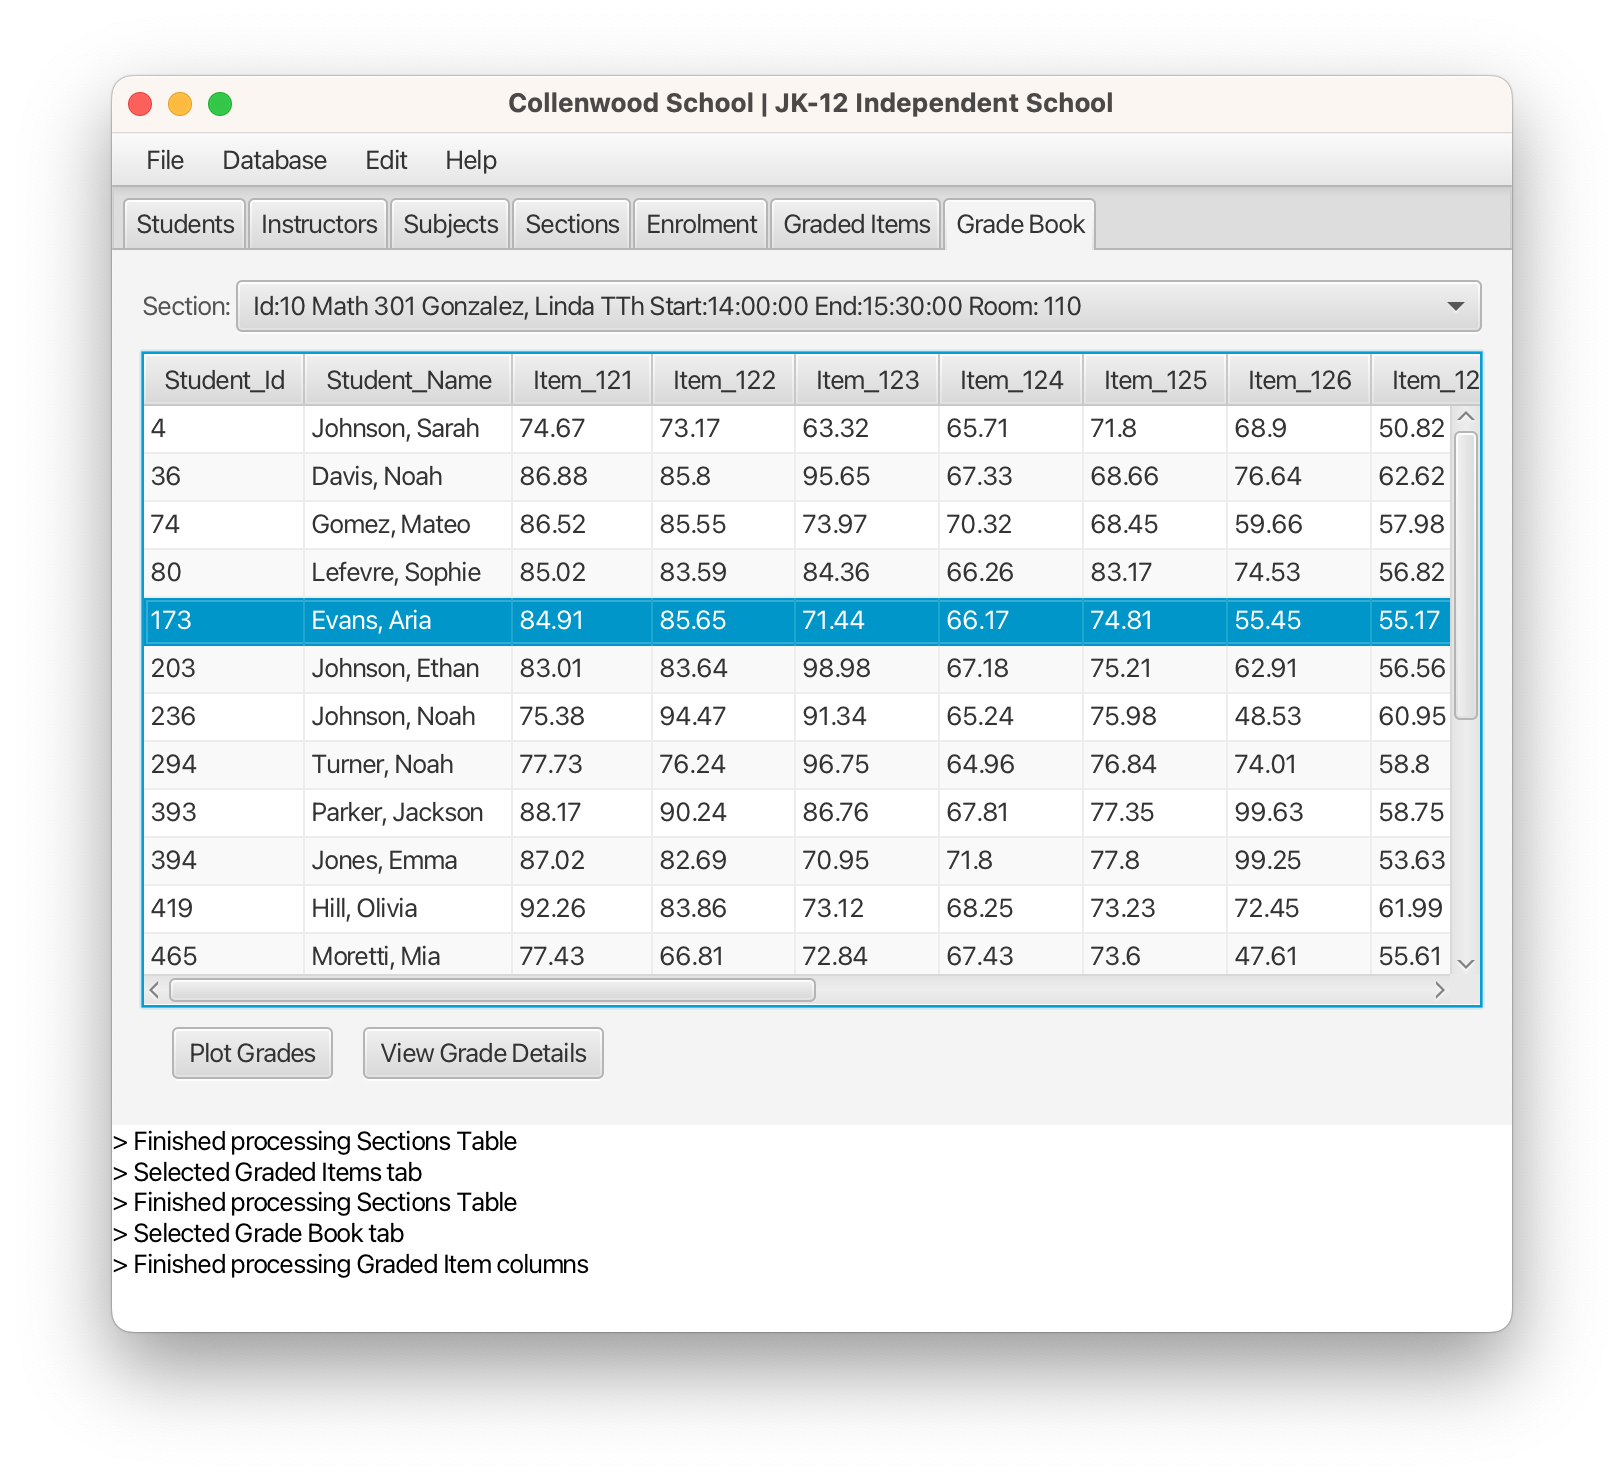 Collenwood School | JK-12 Independent School
File Database Edit Help
Students Instructors Subjects Sections Enrolment Graded Items Grade Book
Section: Id:10 Math 301 Gonzalez, Linda TTh Start:14:00:00 End:15:30:00 Room: 110
Student_Id Student_Name Item_121 Item_122 Item_123 Item_124 Item_125 Item_126 Item_12
4 Johnson, Sarah 74.67 73.17 63.32 65.71 71.8 68.9 50.82
36 Davis, Noah 86.88 85.8 95.65 67.33 68.66 76.64 62.62
74 Gomez, Mateo 86.52 85.55 73.97 70.32 68.45 59.66 57.98
80 Lefevre, Sophie 85.02 83.59 84.36 66.26 83.17 74.53 56.82
173 Evans, Aria 84.91 85.65 71.44 66.17 74.81 55.45 55.17
203 Johnson, Ethan 83.01 83.64 98.98 67.18 75.21 62.91 56.56
236 Johnson, Noah 75.38 94.47 91.34 65.24 75.98 48.53 60.95
294 Turner, Noah 77.73 76.24 96.75 64.96 76.84 74.01 58.8
393 Parker, Jackson 88.17 90.24 86.76 67.81 77.35 99.63 58.75
394 Jones, Emma 87.02 82.69 70.95 71.8 77.8 99.25 53.63
419 Hill, Olivia 92.26 83.86 73.12 68.25 73.23 72.45 61.99
465 Moretti, Mia 77.43 66.81 72.84 67.43 73.6 47.61 55.61
Plot Grades View Grade Details
> Finished processing Sections Table
> Selected Graded Items tab
> Finished processing Sections Table
> Selected Grade Book tab
> Finished processing Graded Item columns